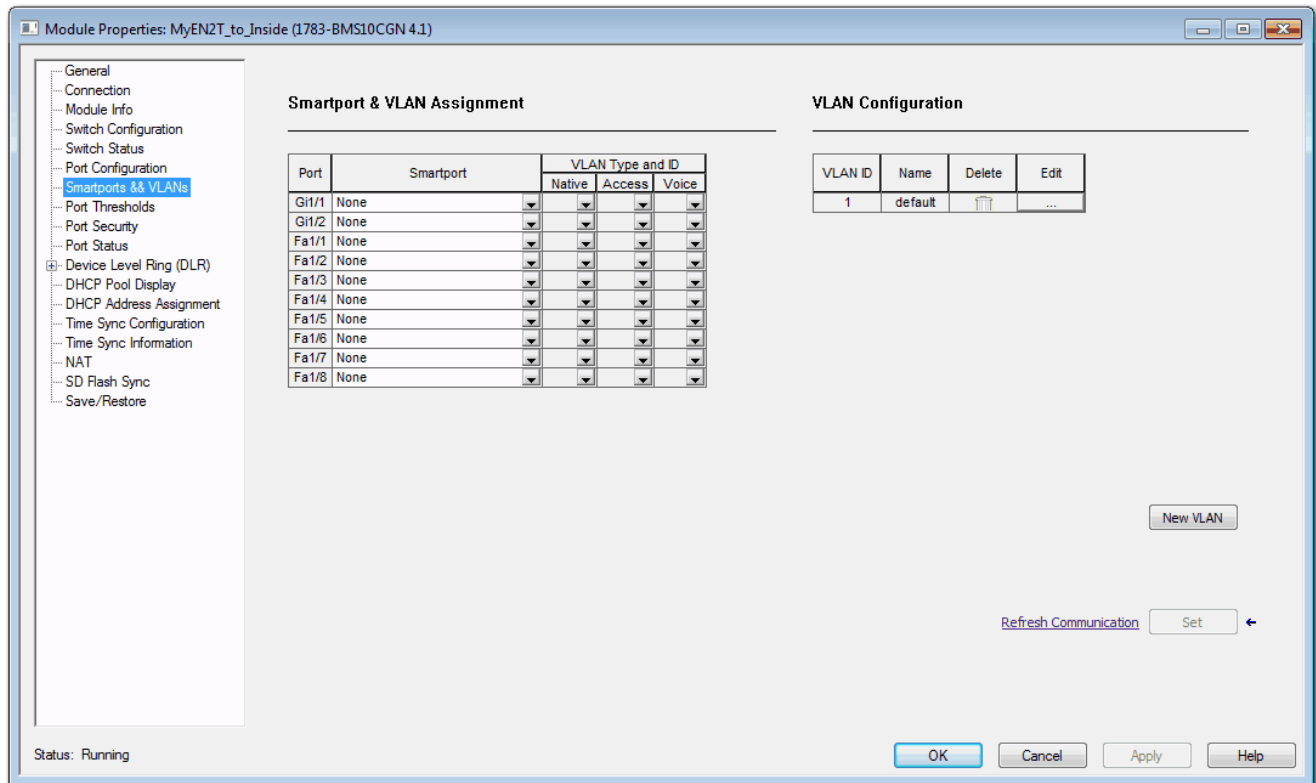 Module Properties: MyEN2T_to_Inside (1783-BMS10CGN 4.1)
General
Connection
Module Info
Switch Configuration
Switch Status
Port Configuration
Smartports && VLANs
Port Thresholds
Port Security
Port Status
Device Level Ring (DLR)
DHCP Pool Display
DHCP Address Assignment
Time Sync Configuration
Time Sync Information
NAT
SD Flash Sync
Save/Restore
Smartport & VLAN Assignment
Port Smartport VLAN Type and ID
Native Access Voice
Gi1/1 None
Gi1/2 None
Fa1/1 None
Fa1/2 None
Fa1/3 None
Fa1/4 None
Fa1/5 None
Fa1/6 None
Fa1/7 None
Fa1/8 None
VLAN Configuration
VLAN ID Name Delete Edit
1 default ...
New VLAN
Refresh Communication Set
Status: Running
OK Cancel Apply Help